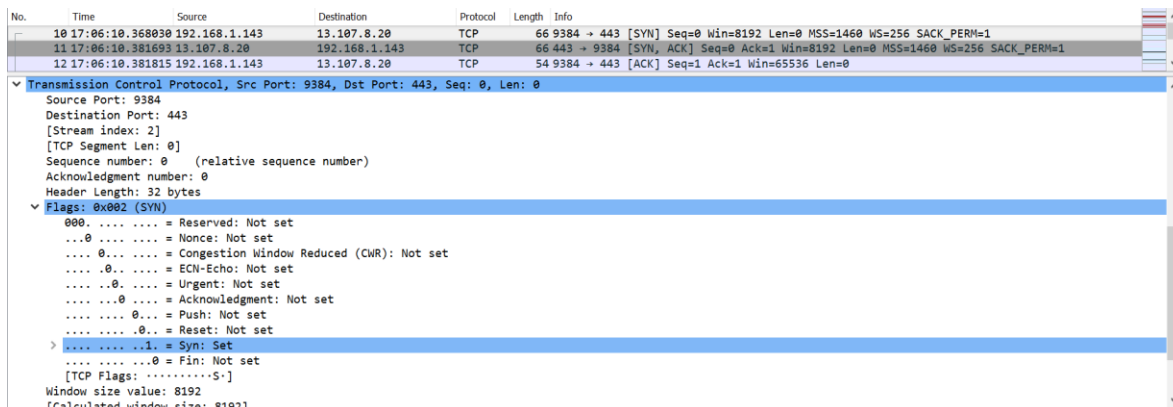 No. Time Source Destination Protocol Length Info
10 17:06:10.368030 192.168.1.143 13.107.8.20 TCP 66 9384 → 443 [SYN] Seq=0 Win=8192 Len=0 MSS=1460 WS=256 SACK_PERM=1
11 17:06:10.381693 13.107.8.20 192.168.1.143 TCP 66 443 → 9384 [SYN, ACK] Seq=0 Ack=1 Win=8192 Len=0 MSS=1460 WS=256 SACK_PERM=1
12 17:06:10.381815 192.168.1.143 13.107.8.20 TCP 54 9384 → 443 [ACK] Seq=1 Ack=1 Win=65536 Len=0
Transmission Control Protocol, Src Port: 9384, Dst Port: 443, Seq: 0, Len: 0
Source Port: 9384
Destination Port: 443
[Stream index: 2]
[TCP Segment Len: 0]
Sequence number: 0 (relative sequence number)
Acknowledgment number: 0
Header Length: 32 bytes
Flags: 0x002 (SYN)
000. .... .... = Reserved: Not set
...0 .... .... = Nonce: Not set
.... 0... .... = Congestion Window Reduced (CWR): Not set
.... .0.. .... = ECN-Echo: Not set
.... ..0. .... = Urgent: Not set
.... ...0 .... = Acknowledgment: Not set
.... .... 0... = Push: Not set
.... .... .0.. = Reset: Not set
.... .... ..1. = Syn: Set
.... .... ...0 = Fin: Not set
[TCP Flags: ··········S·]
Window size value: 8192
[Calculated window size: 8192]